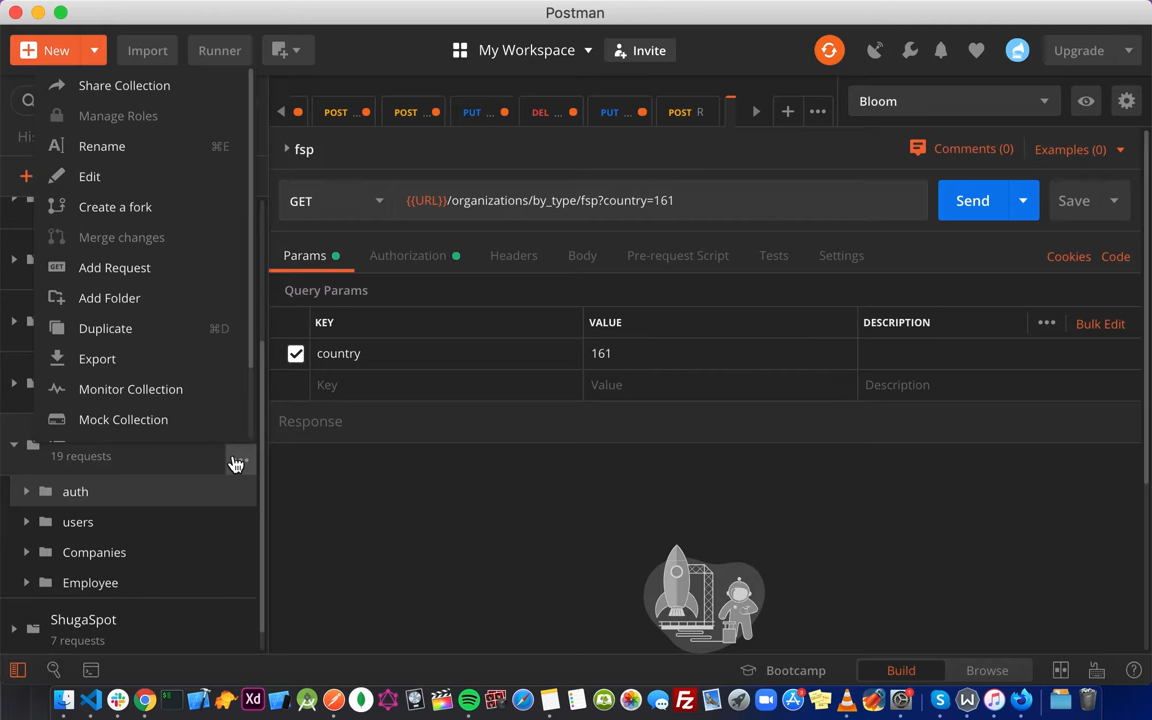 Postman
New
Import
Runner
My Workspace
Invite
Upgrade
Share Collection
Manage Roles
Rename ⌘E
Edit
Create a fork
Merge changes
GET Add Request
Add Folder
Duplicate ⌘D
Export
Monitor Collection
Mock Collection
19 requests
auth
users
Companies
Employee
ShugaSpot
7 requests
POST ...
POST ...
PUT ...
DEL ...
PUT ...
POST R
Bloom
fsp
Comments (0)
Examples (0)
GET
{{URL}}/organizations/by_type/fsp?country=161
Send
Save
Params
Authorization
Headers
Body
Pre-request Script
Tests
Settings
Cookies
Code
Query Params
KEY VALUE DESCRIPTION
Bulk Edit
country 161
Key Value Description
Response
Bootcamp
Build
Browse
Xd